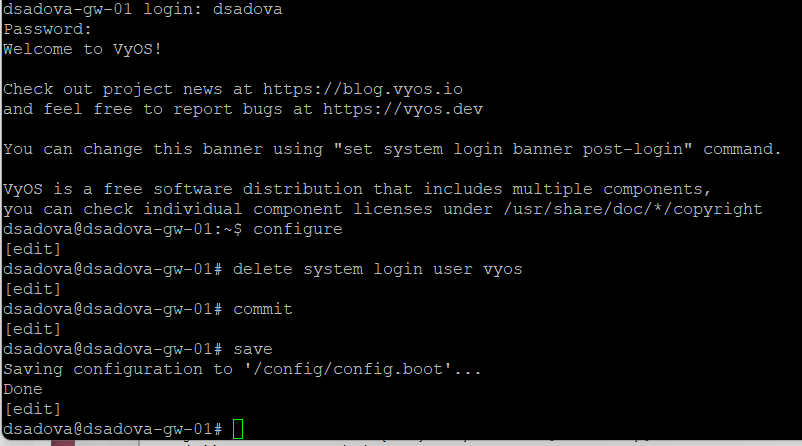 dsadova-gw-01 login: dsadova
Password:
Welcome to VyOS!
Check out project news at https://blog.vyos.io
and feel free to report bugs at https://vyos.dev
You can change this banner using "set system login banner post-login" command.
VyOS is a free software distribution that includes multiple components,
you can check individual component licenses under /usr/share/doc/*/copyright
dsadova@dsadova-gw-01:~$ configure
[edit]
dsadova@dsadova-gw-01# delete system login user vyos
[edit]
dsadova@dsadova-gw-01# commit
[edit]
dsadova@dsadova-gw-01# save
Saving configuration to '/config/config.boot'...
Done
[edit]
dsadova@dsadova-gw-01#